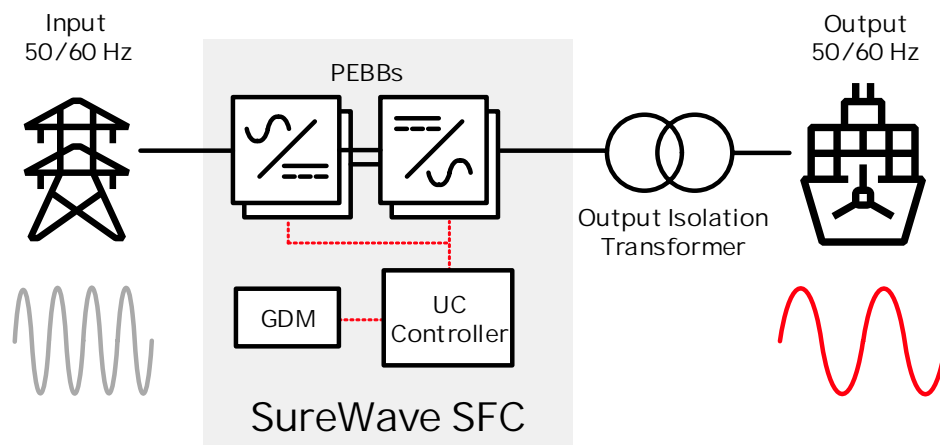 Input
50/60 Hz
Output
50/60 Hz
PEBBs
Output Isolation
Transformer
GDM
UC
Controller
SureWave SFC